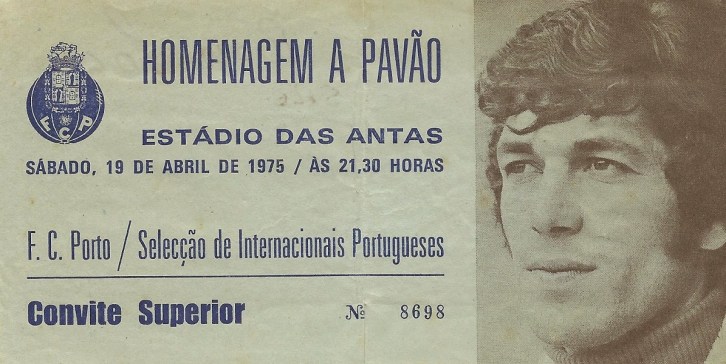 HOMENAGEM A PAVÃO
F C P
ESTÁDIO DAS ANTAS
SÁBADO, 19 DE ABRIL DE 1975 / ÀS 21,30 HORAS
F. C. Porto / Selecção de Internacionais Portugueses
Convite Superior Nº 8698